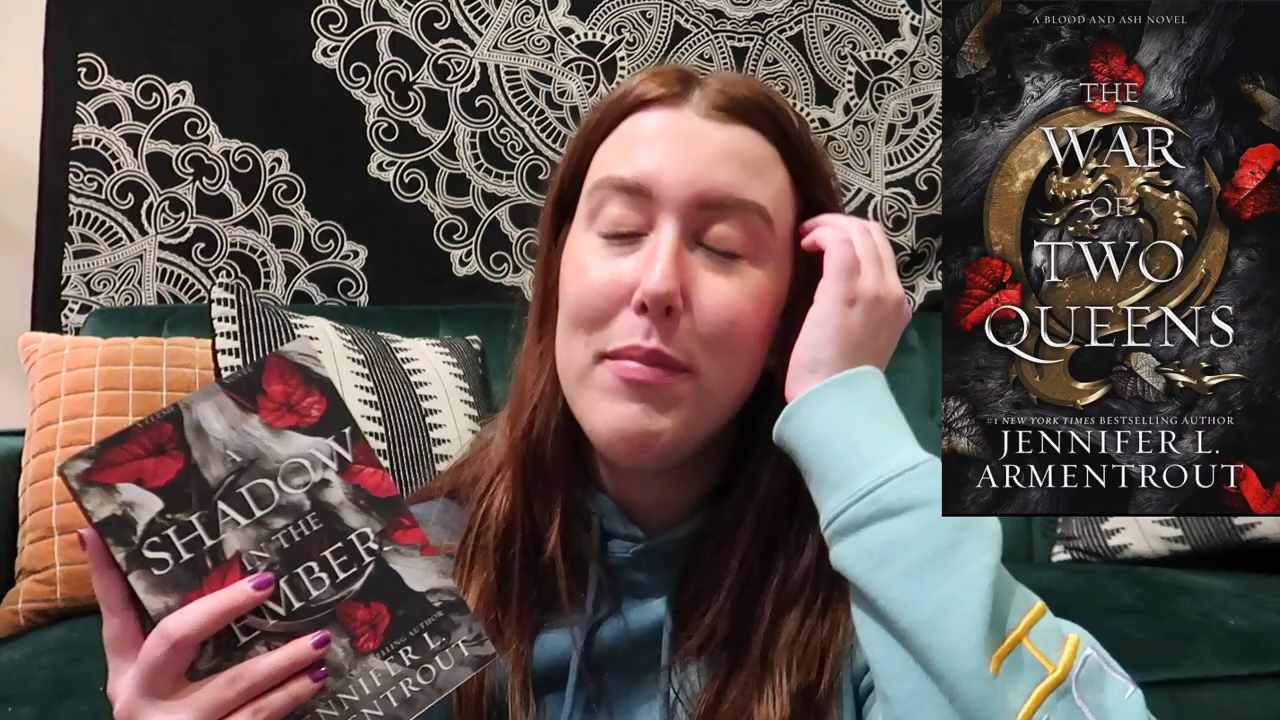 A
SHADOW
IN THE
EMBER
JENNIFER L.
A BLOOD AND ASH NOVEL
THE
WAR
OF
TWO
QUEENS
#1 NEW YORK TIMES BESTSELLING AUTHOR
JENNIFER L.
ARMENTROUT
H